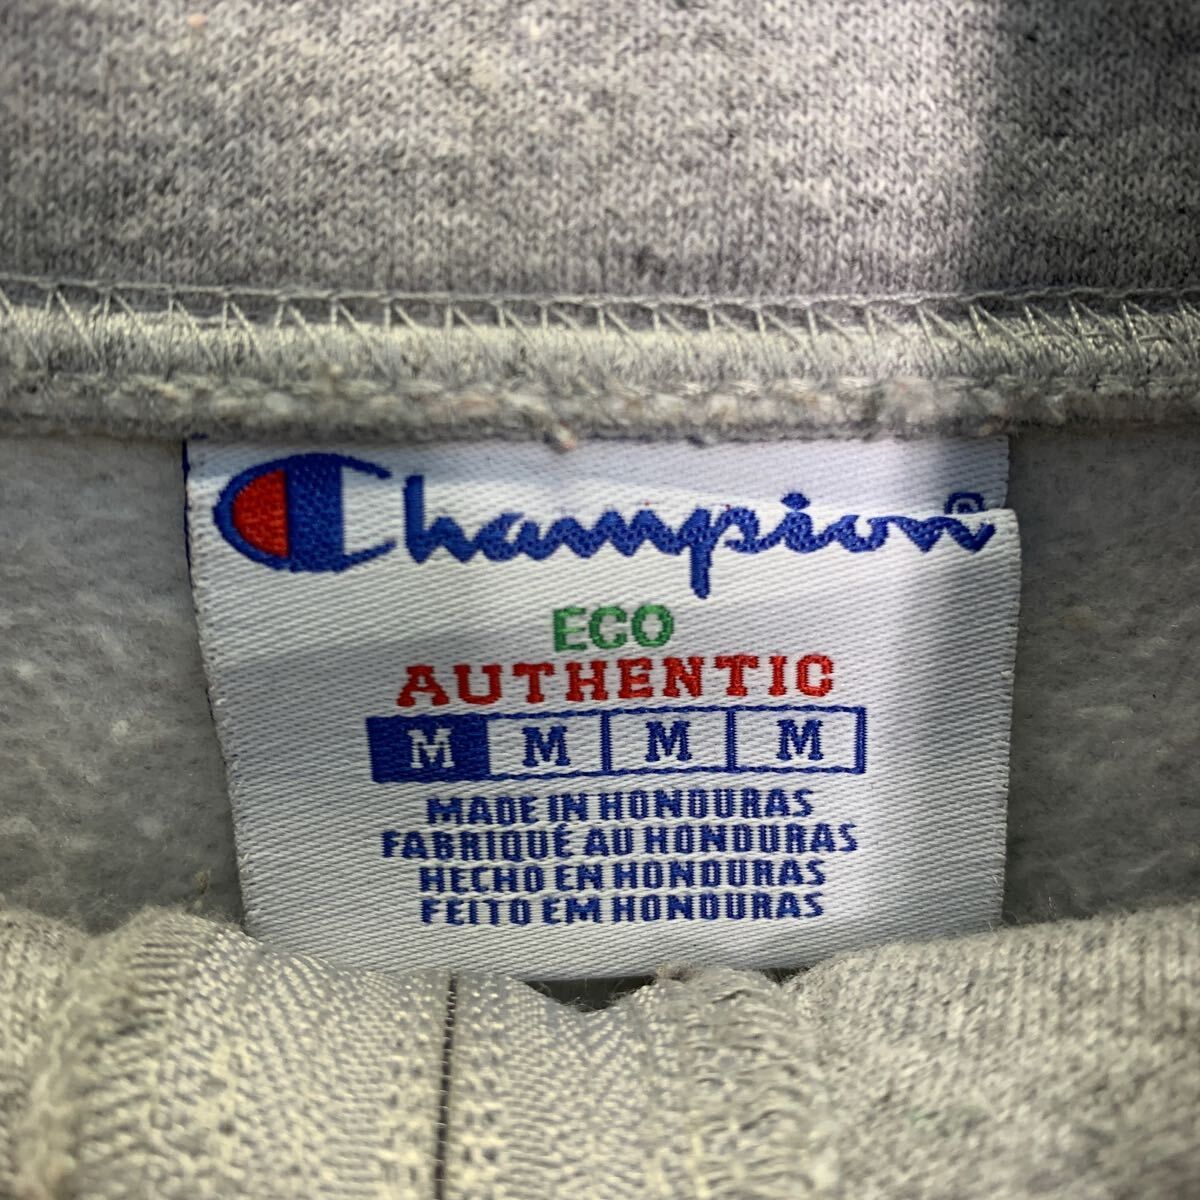 Champion®
ECO
AUTHENTIC
M M M M
MADE IN HONDURAS
FABRIQUÉ AU HONDURAS
HECHO EN HONDURAS
FEITO EM HONDURAS